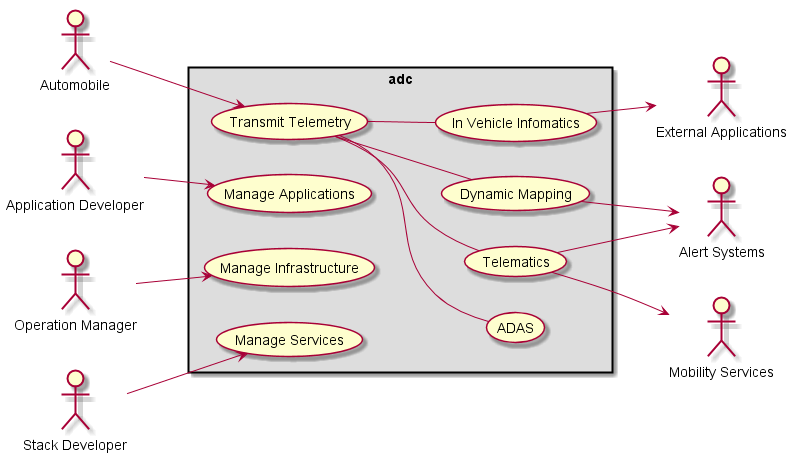 adc
Automobile
Transmit Telemetry
In Vehicle Infomatics
External Applications
Application Developer
Manage Applications
Dynamic Mapping
Alert Systems
Operation Manager
Manage Infrastructure
Telematics
Mobility Services
Stack Developer
Manage Services
ADAS